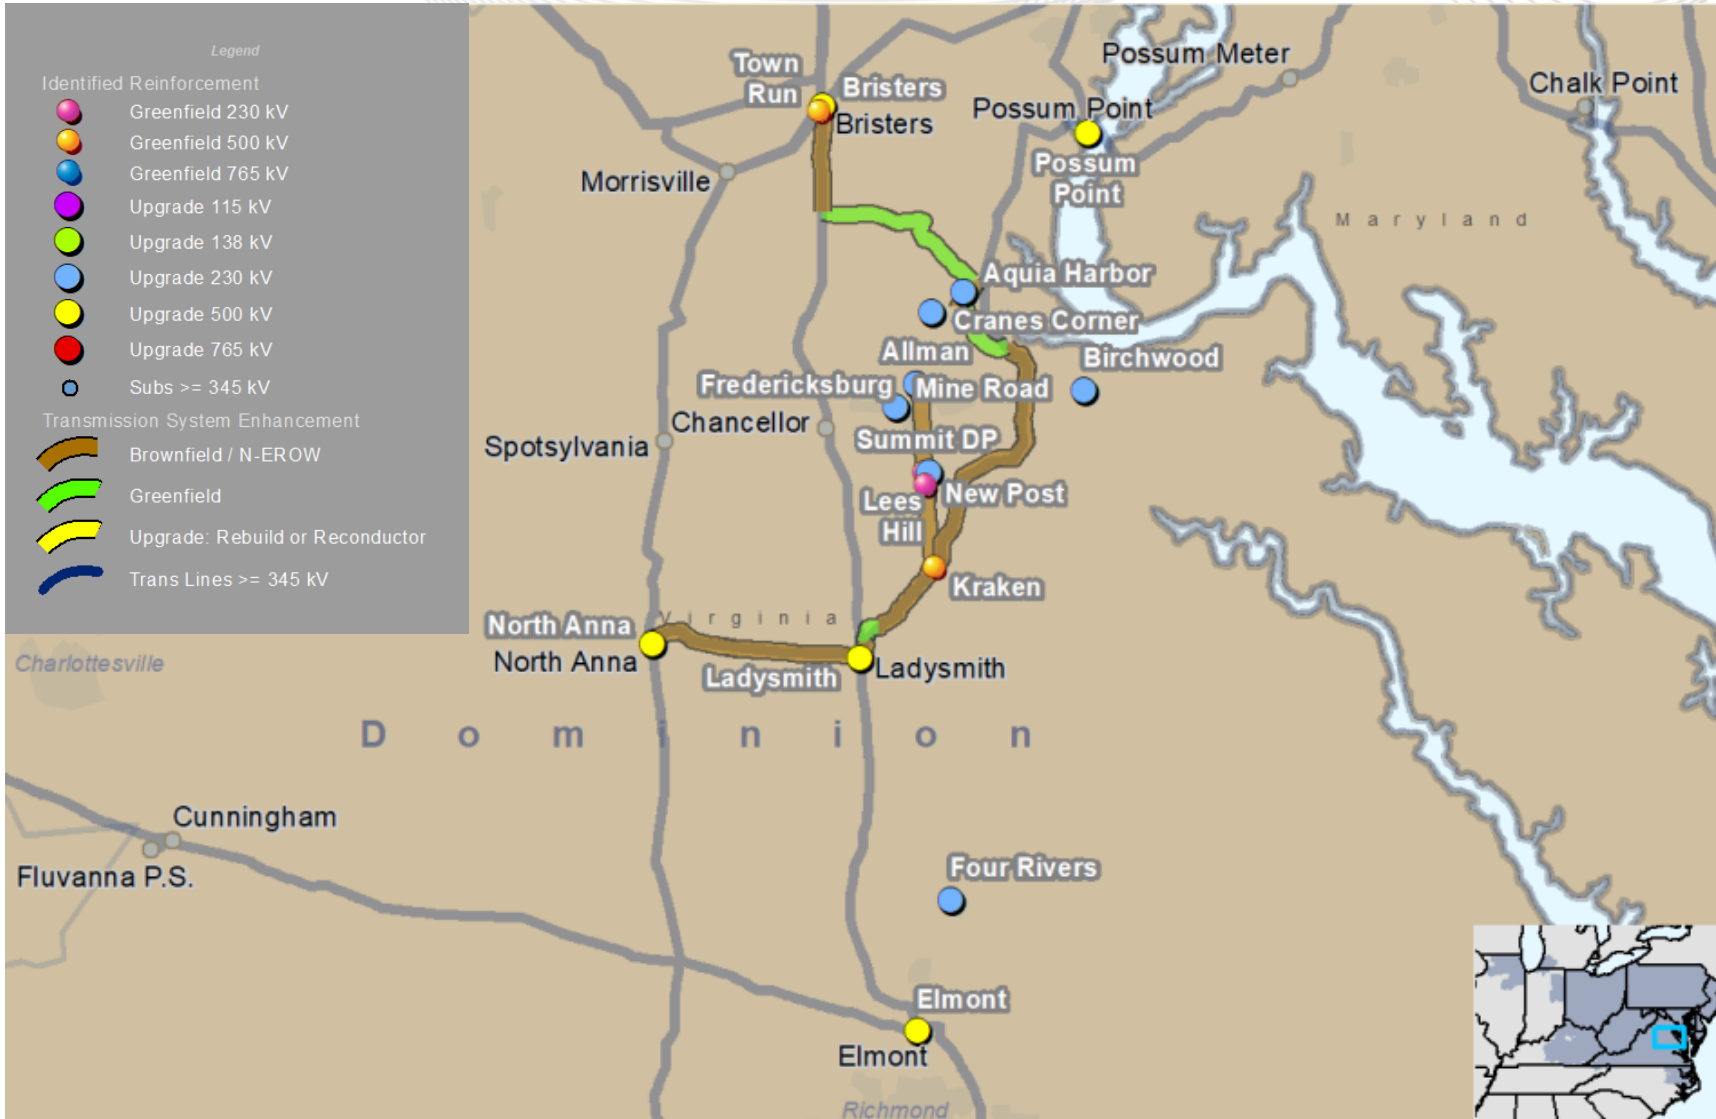 Legend
Identified Reinforcement
Greenfield 230 kV
Greenfield 500 kV
Greenfield 765 kV
Upgrade 115 kV
Upgrade 138 kV
Upgrade 230 kV
Upgrade 500 kV
Upgrade 765 kV
Subs >= 345 kV
Transmission System Enhancement
Brownfield / N-EROW
Greenfield
Upgrade: Rebuild or Reconductor
Trans Lines >= 345 kV
Town
Run
Bristers
Bristers
Possum Meter
Possum Point
Possum
Point
Chalk Point
Morrisville
Maryland
Aquia Harbor
Cranes Corner
Allman
Birchwood
Fredericksburg
Mine Road
Chancellor
Spotsylvania
Summit DP
New Post
Lees
Hill
Kraken
Virginia
North Anna
North Anna
Ladysmith
Ladysmith
Charlottesville
Dominion
Cunningham
Fluvanna P.S.
Four Rivers
Elmont
Elmont
Richmond